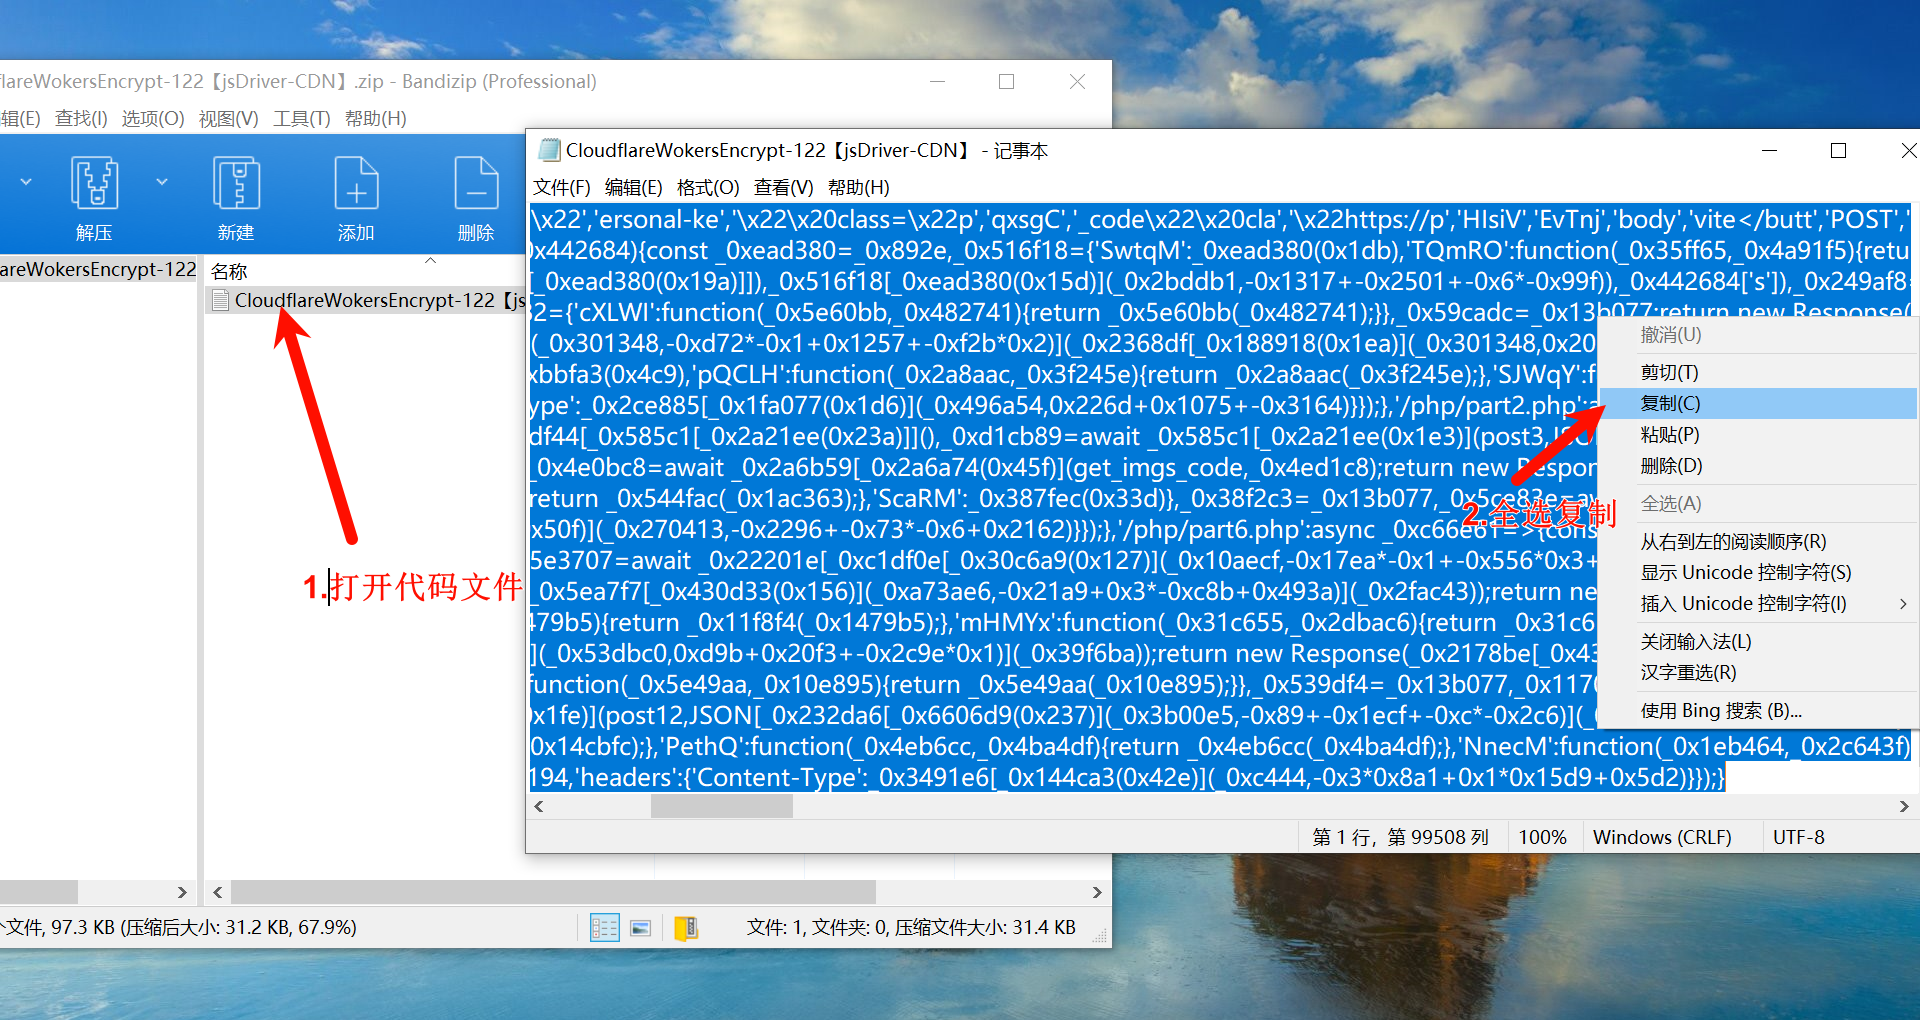 flareWokersEncrypt-122【jsDriver-CDN】.zip - Bandizip (Professional)
辑(E) 查找(I) 选项(O) 视图(V) 工具(T) 帮助(H)
解压 新建 添加 删除
areWokersEncrypt-122
名称
CloudflareWokersEncrypt-122【js
1.打开代码文件
个文件, 97.3 KB (压缩后大小: 31.2 KB, 67.9%)
文件: 1, 文件夹: 0, 压缩文件大小: 31.4 KB
CloudflareWokersEncrypt-122【jsDriver-CDN】 - 记事本
文件(F) 编辑(E) 格式(O) 查看(V) 帮助(H)
\x22','ersonal-ke','\x22\x20class=\x22p','qxsgC','_code\x22\x20cla','\x22https://p','HIsiV','EvTnj','body','vite</butt','POST','
0x442684){const _0xead380=_0x892e,_0x516f18={'SwtqM':_0xead380(0x1db),'TQmRO':function(_0x35ff65,_0x4a91f5){retu
[_0xead380(0x19a)]]),_0x516f18[_0xead380(0x15d)](_0x2bddb1,-0x1317+-0x2501+-0x6*-0x99f)),_0x442684['s']),_0x249af8=
2={'cXLWI':function(_0x5e60bb,_0x482741){return _0x5e60bb(_0x482741);}},_0x59cadc=_0x13b077;return new Response(
(_0x301348,-0xd72*-0x1+0x1257+-0xf2b*0x2)](_0x2368df[_0x188918(0x1ea)](_0x301348,0x20
xbbfa3(0x4c9),'pQCLH':function(_0x2a8aac,_0x3f245e){return _0x2a8aac(_0x3f245e);},'SJWqY':f
ype':_0x2ce885[_0x1fa077(0x1d6)](_0x496a54,0x226d+0x1075+-0x3164)}});},'/php/part2.php':a
df44[_0x585c1[_0x2a21ee(0x23a)]](),_0xd1cb89=await _0x585c1[_0x2a21ee(0x1e3)](post3,JSO
_0x4e0bc8=await _0x2a6b59[_0x2a6a74(0x45f)](get_imgs_code,_0x4ed1c8);return new Respon
return _0x544fac(_0x1ac363);},'ScaRM':_0x387fec(0x33d)},_0x38f2c3=_0x13b077,_0x5ce83e=aw
x50f)](_0x270413,-0x2296+-0x73*-0x6+0x2162)}});},'/php/part6.php':async _0xc66e61=>{cons
5e3707=await _0x22201e[_0xc1df0e[_0x30c6a9(0x127)](_0x10aecf,-0x17ea*-0x1+-0x556*0x3+
_0x5ea7f7[_0x430d33(0x156)](_0xa73ae6,-0x21a9+0x3*-0xc8b+0x493a)](_0x2fac43));return ne
479b5){return _0x11f8f4(_0x1479b5);},'mHMYx':function(_0x31c655,_0x2dbac6){return _0x31c6
](_0x53dbc0,0xd9b+0x20f3+-0x2c9e*0x1)](_0x39f6ba));return new Response(_0x2178be[_0x43
function(_0x5e49aa,_0x10e895){return _0x5e49aa(_0x10e895);}},_0x539df4=_0x13b077,_0x117
0x1fe)](post12,JSON[_0x232da6[_0x6606d9(0x237)](_0x3b00e5,-0x89+-0x1ecf+-0xc*-0x2c6)](_
0x14cbfc);},'PethQ':function(_0x4eb6cc,_0x4ba4df){return _0x4eb6cc(_0x4ba4df);},'NnecM':function(_0x1eb464,_0x2c643f)
194,'headers':{'Content-Type':_0x3491e6[_0x144ca3(0x42e)](_0xc444,-0x3*0x8a1+0x1*0x15d9+0x5d2)}});}
2.全选复制
撤消(U)
剪切(T)
复制(C)
粘贴(P)
删除(D)
全选(A)
从右到左的阅读顺序(R)
显示 Unicode 控制字符(S)
插入 Unicode 控制字符(I)
关闭输入法(L)
汉字重选(R)
使用 Bing 搜索 (B)...
第 1 行，第 99508 列 100% Windows (CRLF) UTF-8